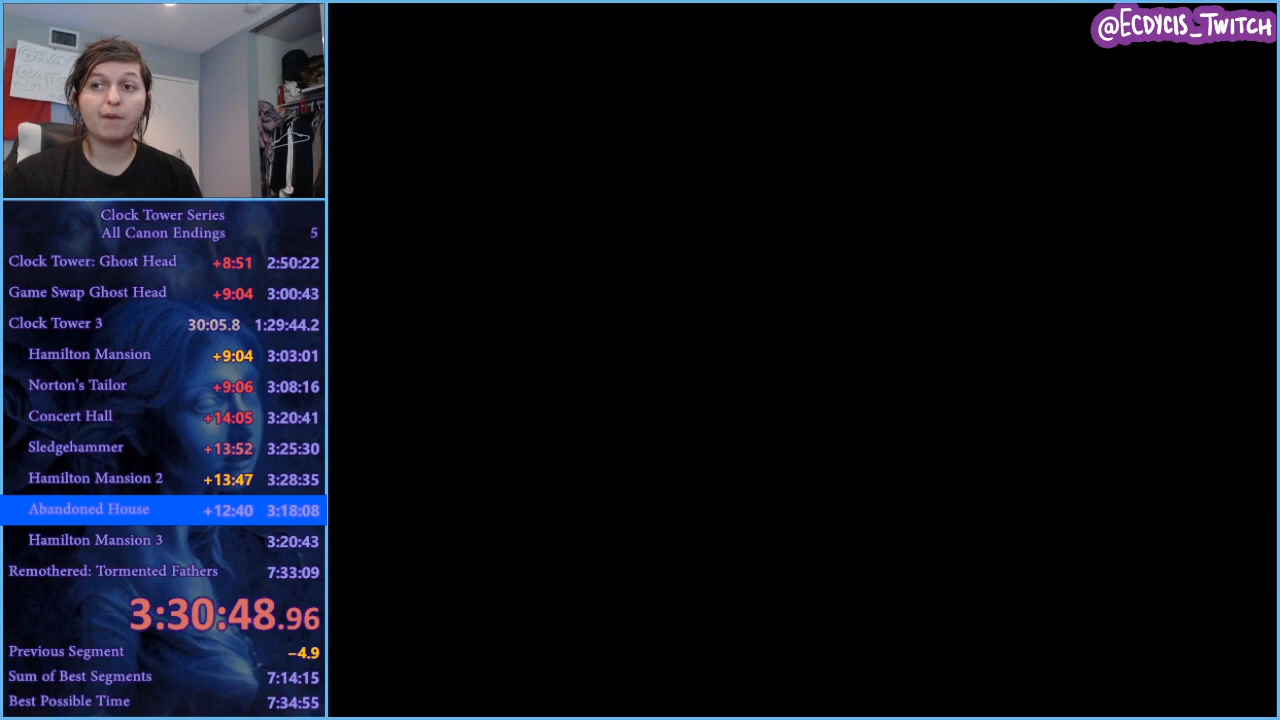 @ECDYCIS_TWITCH
Clock Tower Series
All Canon Endings 5
Clock Tower: Ghost Head +8:51 2:50:22
Game Swap Ghost Head +9:04 3:00:43
Clock Tower 3 30:05.8 1:29:44.2
Hamilton Mansion +9:04 3:03:01
Norton's Tailor +9:06 3:08:16
Concert Hall +14:05 3:20:41
Sledgehammer +13:52 3:25:30
Hamilton Mansion 2 +13:47 3:28:35
Abandoned House +12:40 3:18:08
Hamilton Mansion 3 3:20:43
Remothered: Tormented Fathers 7:33:09
3:30:48.96
Previous Segment −4.9
Sum of Best Segments 7:14:15
Best Possible Time 7:34:55